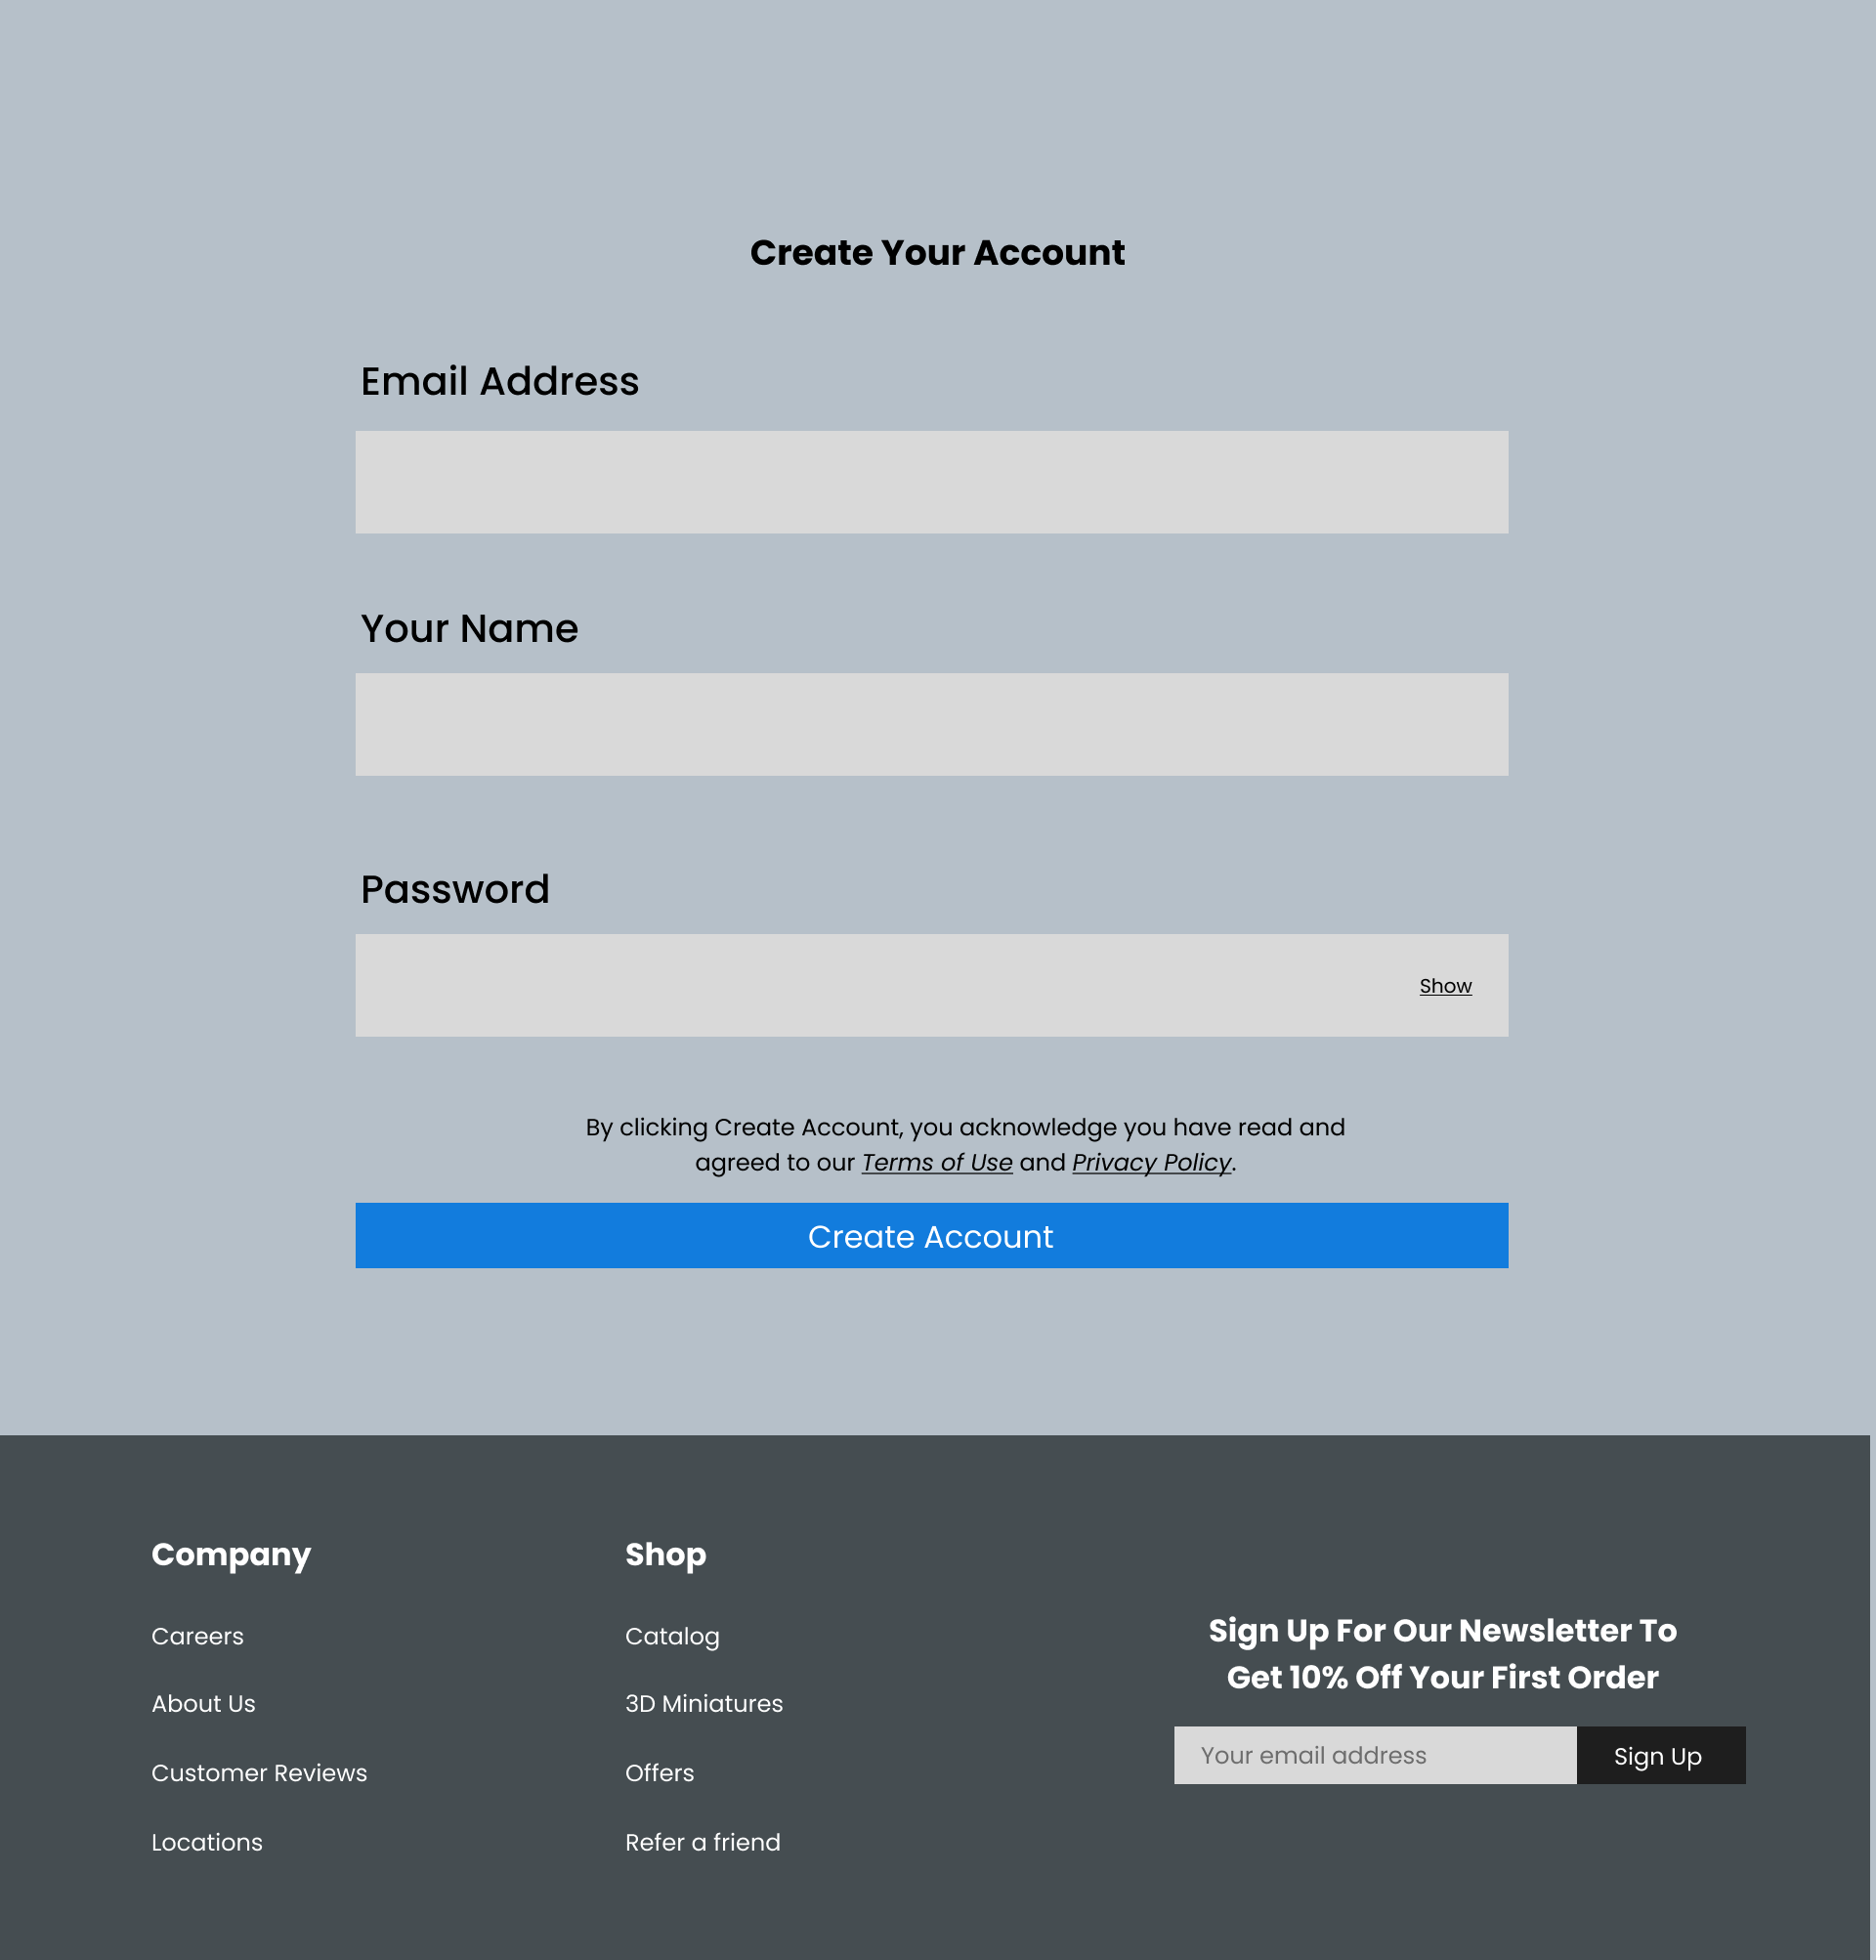 Create Your Account
Email Address
Your Name
Password
Show
By clicking Create Account, you acknowledge you have read and
agreed to our Terms of Use and Privacy Policy.
Create Account
Company
Careers
About Us
Customer Reviews
Locations
Shop
Catalog
3D Miniatures
Offers
Refer a friend
Sign Up For Our Newsletter To
Get 10% Off Your First Order
Your email address
Sign Up